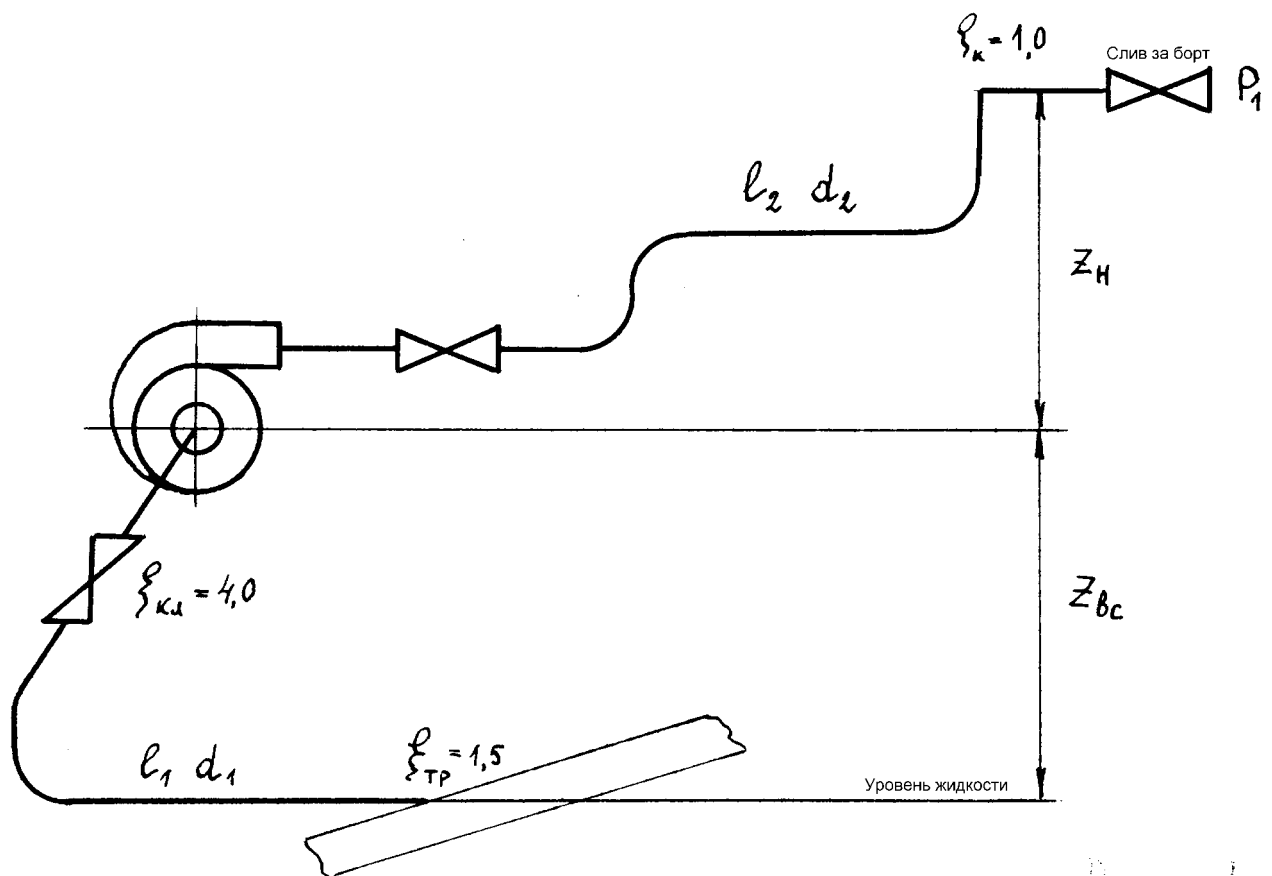 ξк = 1,0
Слив за борт
P₁
l₂ d₂
Zн
ξкл = 4,0
Zвс
l₁ d₁
ξтр = 1,5
Уровень жидкости